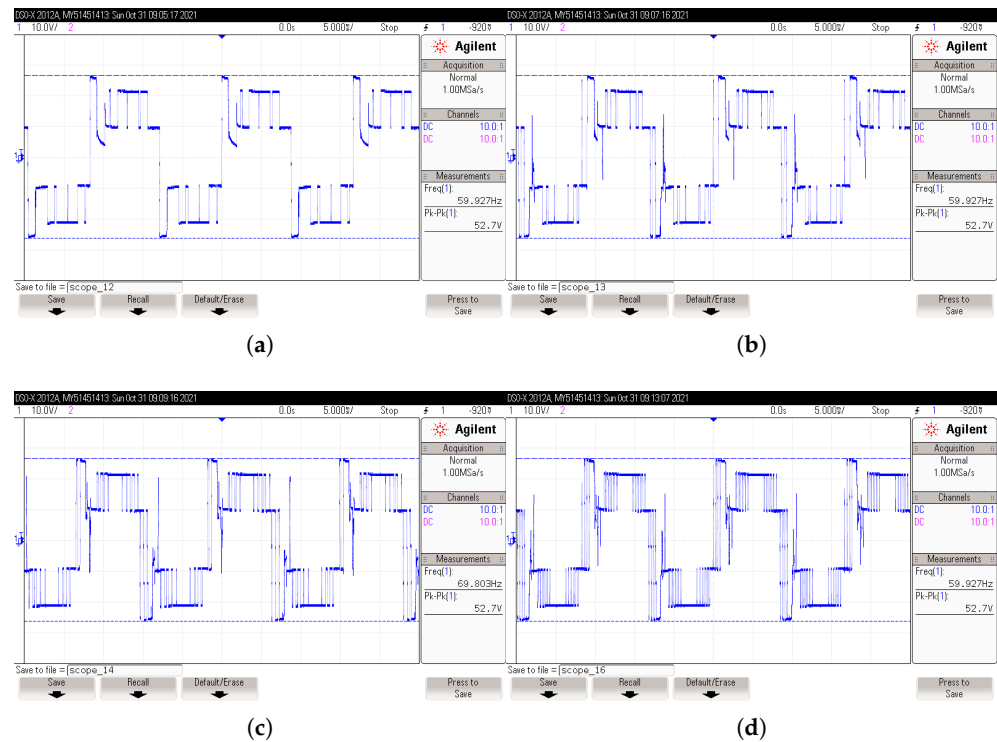 DSO-X 2012A, MY51451413: Sun Oct 31 09:05:17 2021
1 10.0V/ 2 0.0s 5.000s/ Stop 1 -920
Agilent
Acquisition
Normal
1.00MSa/s
Channels
DC 10.0:1
DC 10.0:1
Measurements
Freq(1):
59.927Hz
Pk-Pk(1):
52.7V
Save to file = scope_12
Save Recall Default/Erase Press to Save
(a)
DSO-X 2012A, MY51451413: Sun Oct 31 09:07:16 2021
1 10.0V/ 2 0.0s 5.000s/ Stop 1 -920
Agilent
Acquisition
Normal
1.00MSa/s
Channels
DC 10.0:1
DC 10.0:1
Measurements
Freq(1):
59.927Hz
Pk-Pk(1):
52.7V
Save to file = scope_13
Save Recall Default/Erase Press to Save
(b)
DSO-X 2012A, MY51451413: Sun Oct 31 09:09:16 2021
1 10.0V/ 2 0.0s 5.000s/ Stop 1 -920
Agilent
Acquisition
Normal
1.00MSa/s
Channels
DC 10.0:1
DC 10.0:1
Measurements
Freq(1):
69.803Hz
Pk-Pk(1):
52.7V
Save to file = scope_14
Save Recall Default/Erase Press to Save
(c)
DSO-X 2012A, MY51451413: Sun Oct 31 09:13:07 2021
1 10.0V/ 2 0.0s 5.000s/ Stop 1 -920
Agilent
Acquisition
Normal
1.00MSa/s
Channels
DC 10.0:1
DC 10.0:1
Measurements
Freq(1):
59.927Hz
Pk-Pk(1):
52.7V
Save to file = scope_16
Save Recall Default/Erase Press to Save
(d)